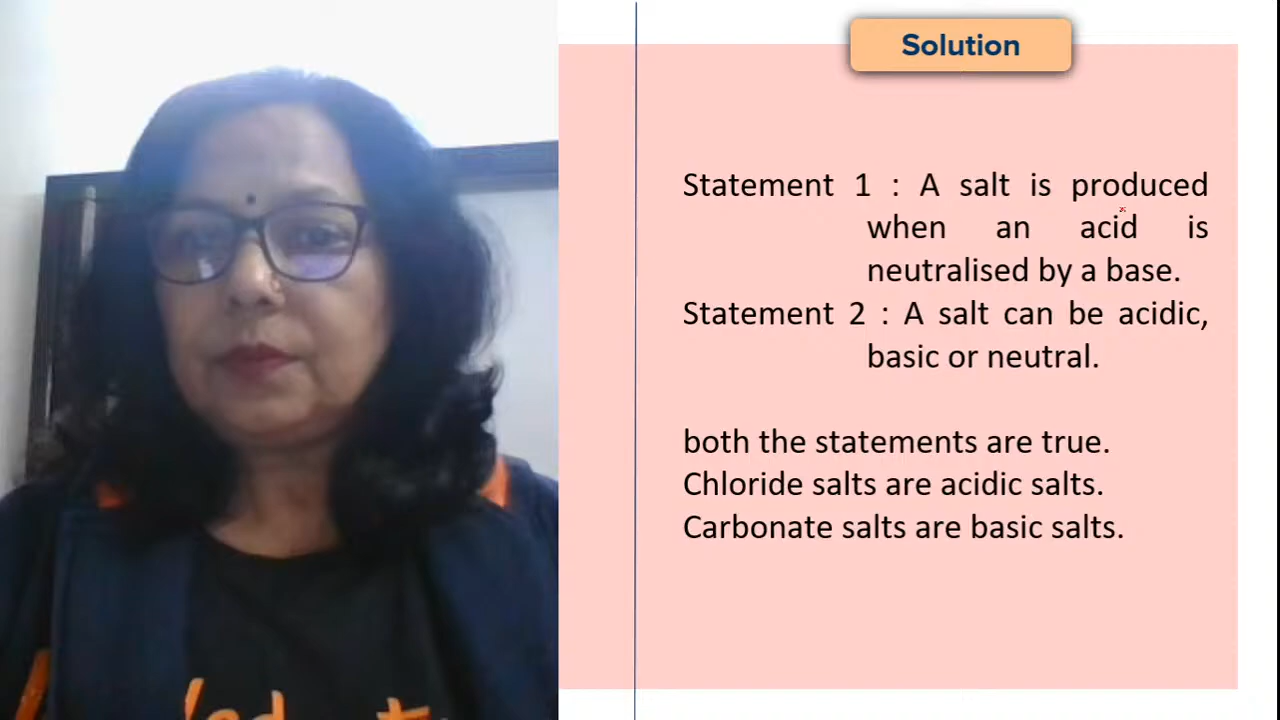 Solution
Statement 1 : A salt is produced
when an acid is
neutralised by a base.
Statement 2 : A salt can be acidic,
basic or neutral.
both the statements are true.
Chloride salts are acidic salts.
Carbonate salts are basic salts.